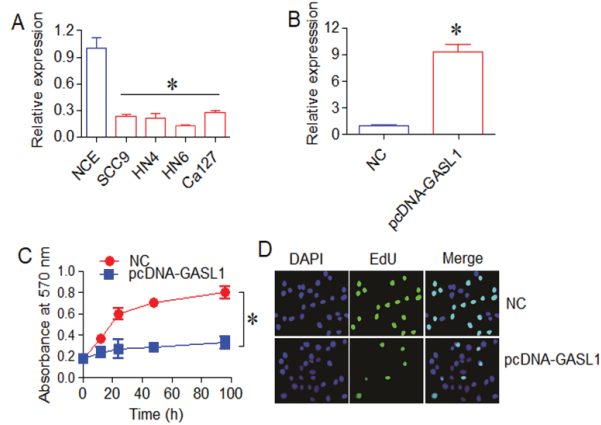 A
Relative expression
1.2
0.9
0.6
0.3
0.0
*
NCE
SCC9
HN4
HN6
Ca127
B
Relative expresssion
12
9
6
3
0
*
NC
pcDNA-GASL1
C
NC
pcDNA-GASL1
Absorbance at 570 nm
1.0
0.8
0.6
0.4
0.2
0.0
0 20 40 60 80 100
Time (h)
*
D
DAPI EdU Merge
NC
pcDNA-GASL1